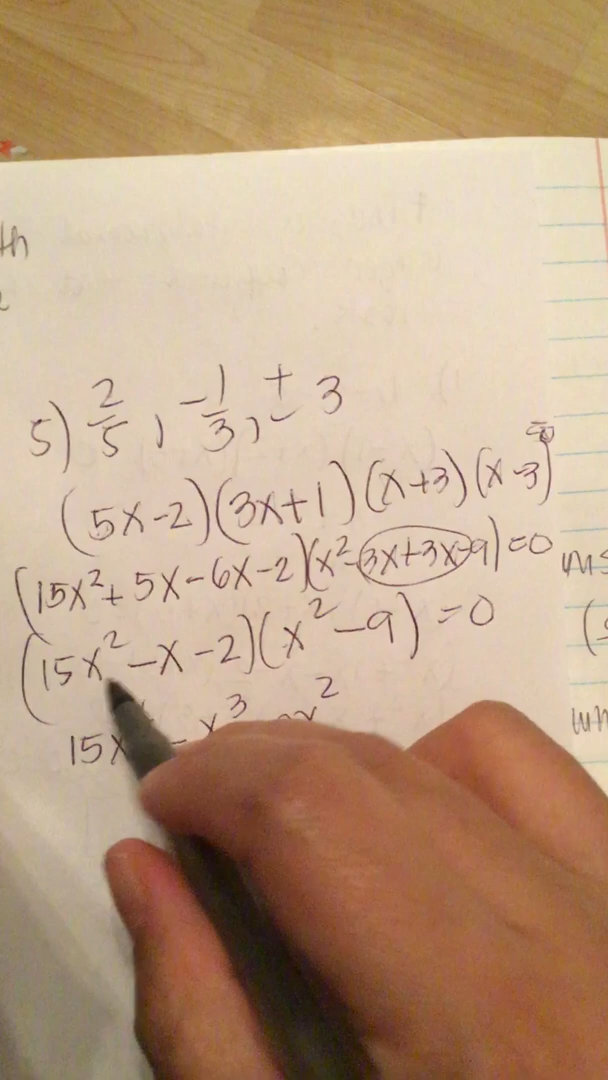 th
5) 2/5, -1/3, ± 3
(5x-2)(3x+1)(x+3)(x-3)
(15x²+5x-6x-2)(x²-3x+3x-9)=0
(15x²-x-2)(x²-9)=0
15x - x³ x²